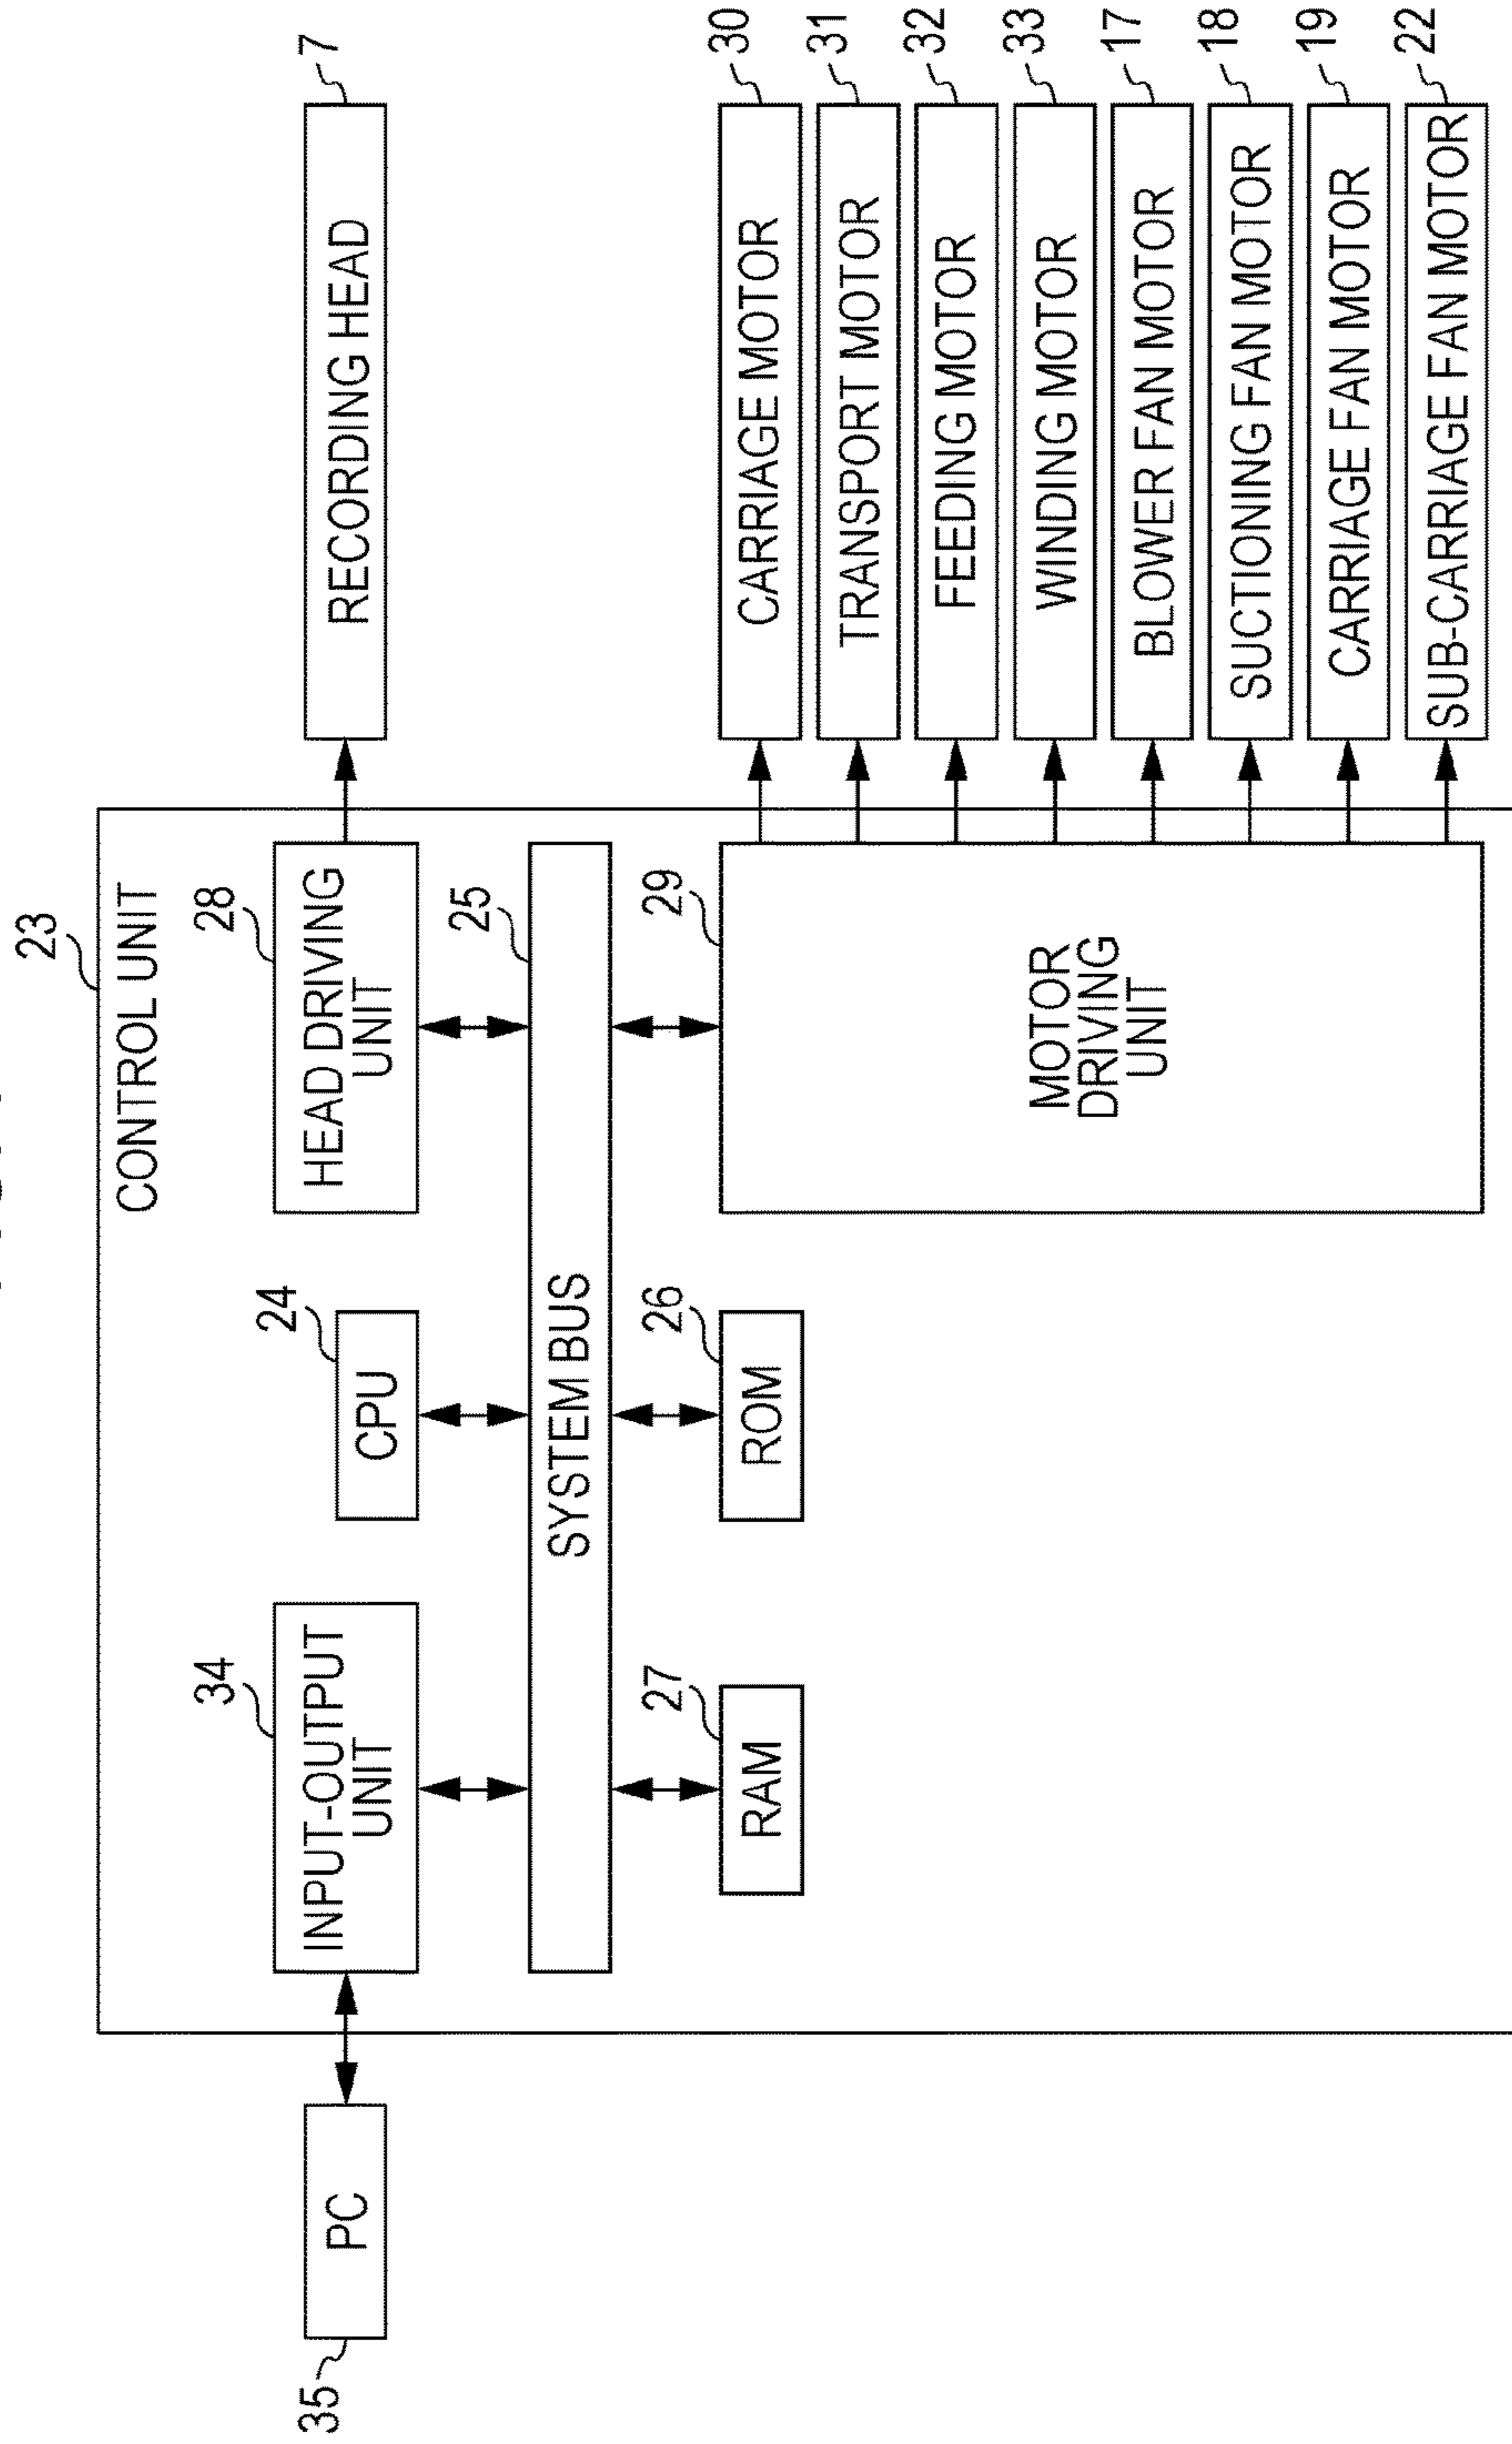 23
CONTROL UNIT
35
PC
34
INPUT-OUTPUT
UNIT
24
CPU
28
HEAD DRIVING
UNIT
RECORDING HEAD
7
25
SYSTEM BUS
27
RAM
26
ROM
29
MOTOR
DRIVING
UNIT
CARRIAGE MOTOR
30
TRANSPORT MOTOR
31
FEEDING MOTOR
32
WINDING MOTOR
33
BLOWER FAN MOTOR
17
SUCTIONING FAN MOTOR
18
CARRIAGE FAN MOTOR
19
SUB-CARRIAGE FAN MOTOR
22